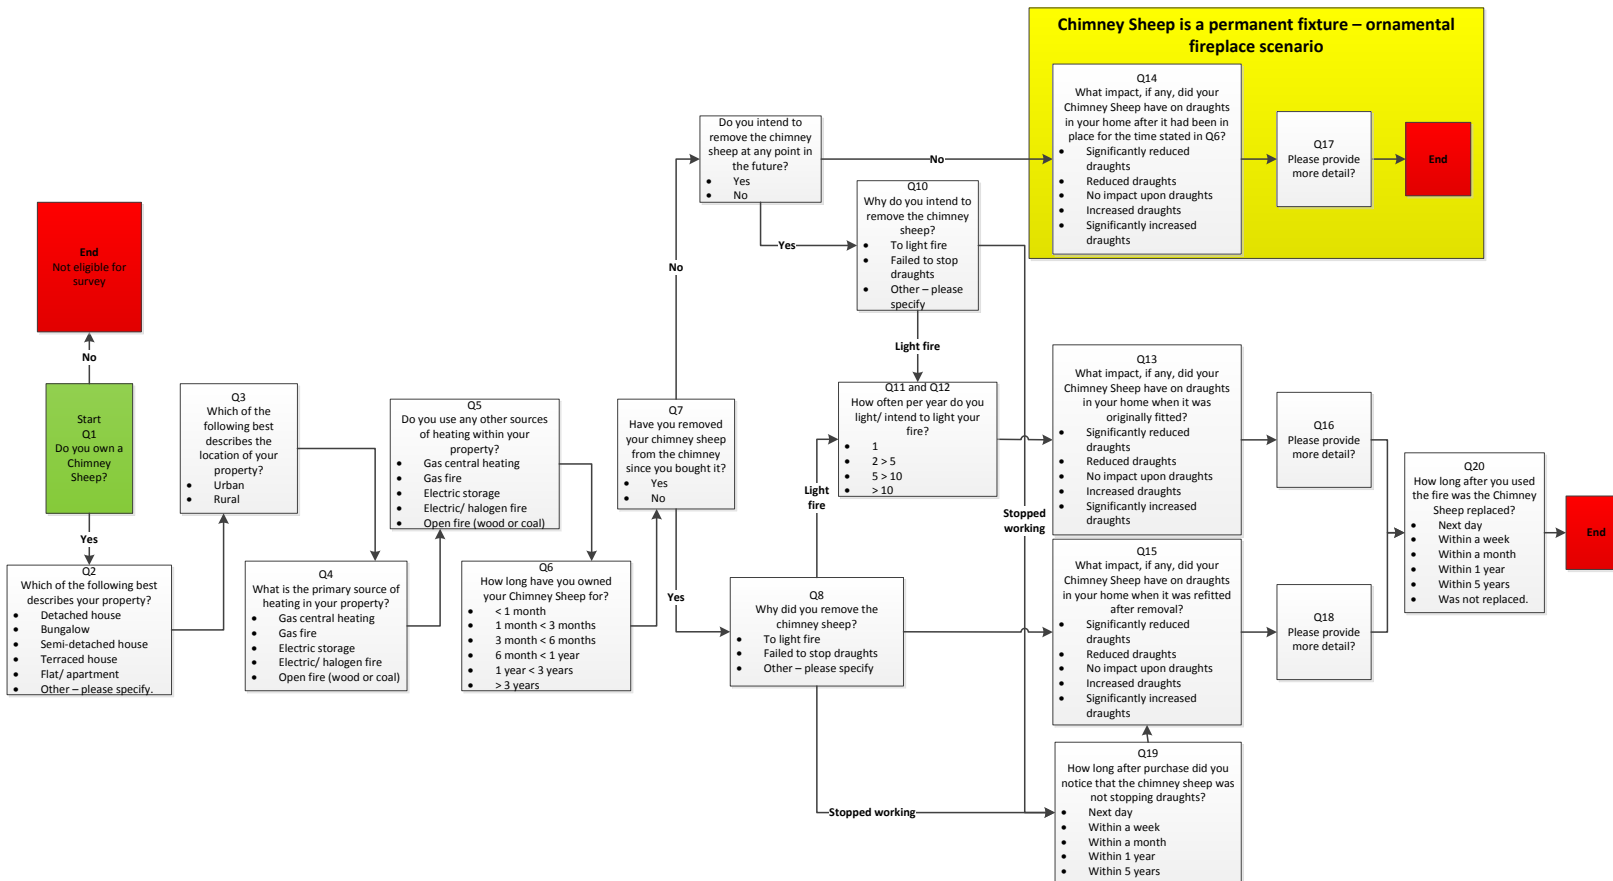 Chimney Sheep is a permanent fixture – ornamental
fireplace scenario
Q14
What impact, if any, did your
Chimney Sheep have on draughts
in your home after it had been in
place for the time stated in Q6?
• Significantly reduced
draughts
• Reduced draughts
• No impact upon draughts
• Increased draughts
• Significantly increased
draughts
Q17
Please provide
more detail?
End
Do you intend to
remove the chimney
sheep at any point in
the future?
• Yes
• No
No
Yes
Q10
Why do you intend to
remove the chimney
sheep?
• To light fire
• Failed to stop
draughts
• Other – please
specify
Light fire
Stopped
working
End
Not eligible for
survey
No
Start
Q1
Do you own a
Chimney
Sheep?
Yes
Q2
Which of the following best
describes your property?
• Detached house
• Bungalow
• Semi-detached house
• Terraced house
• Flat/ apartment
• Other – please specify.
Q3
Which of the
following best
describes the
location of your
property?
• Urban
• Rural
Q4
What is the primary source of
heating in your property?
• Gas central heating
• Gas fire
• Electric storage
• Electric/ halogen fire
• Open fire (wood or coal)
Q5
Do you use any other sources
of heating within your
property?
• Gas central heating
• Gas fire
• Electric storage
• Electric/ halogen fire
• Open fire (wood or coal)
Q6
How long have you owned
your Chimney Sheep for?
• < 1 month
• 1 month < 3 months
• 3 month < 6 months
• 6 month < 1 year
• 1 year < 3 years
• > 3 years
Q7
Have you removed
your chimney sheep
from the chimney
since you bought it?
• Yes
• No
No
Yes
Q8
Why did you remove the
chimney sheep?
• To light fire
• Failed to stop draughts
• Other – please specify
Light
fire
Stopped working
Q11 and Q12
How often per year do you
light/ intend to light your
fire?
• 1
• 2 > 5
• 5 > 10
• > 10
Q13
What impact, if any, did your
Chimney Sheep have on draughts
in your home when it was
originally fitted?
• Significantly reduced
draughts
• Reduced draughts
• No impact upon draughts
• Increased draughts
• Significantly increased
draughts
Q16
Please provide
more detail?
Q15
What impact, if any, did your
Chimney Sheep have on draughts
in your home when it was refitted
after removal?
• Significantly reduced
draughts
• Reduced draughts
• No impact upon draughts
• Increased draughts
• Significantly increased
draughts
Q18
Please provide
more detail?
Q19
How long after purchase did you
notice that the chimney sheep was
not stopping draughts?
• Next day
• Within a week
• Within a month
• Within 1 year
• Within 5 years
Q20
How long after you used
the fire was the Chimney
Sheep replaced?
• Next day
• Within a week
• Within a month
• Within 1 year
• Within 5 years
• Was not replaced.
End